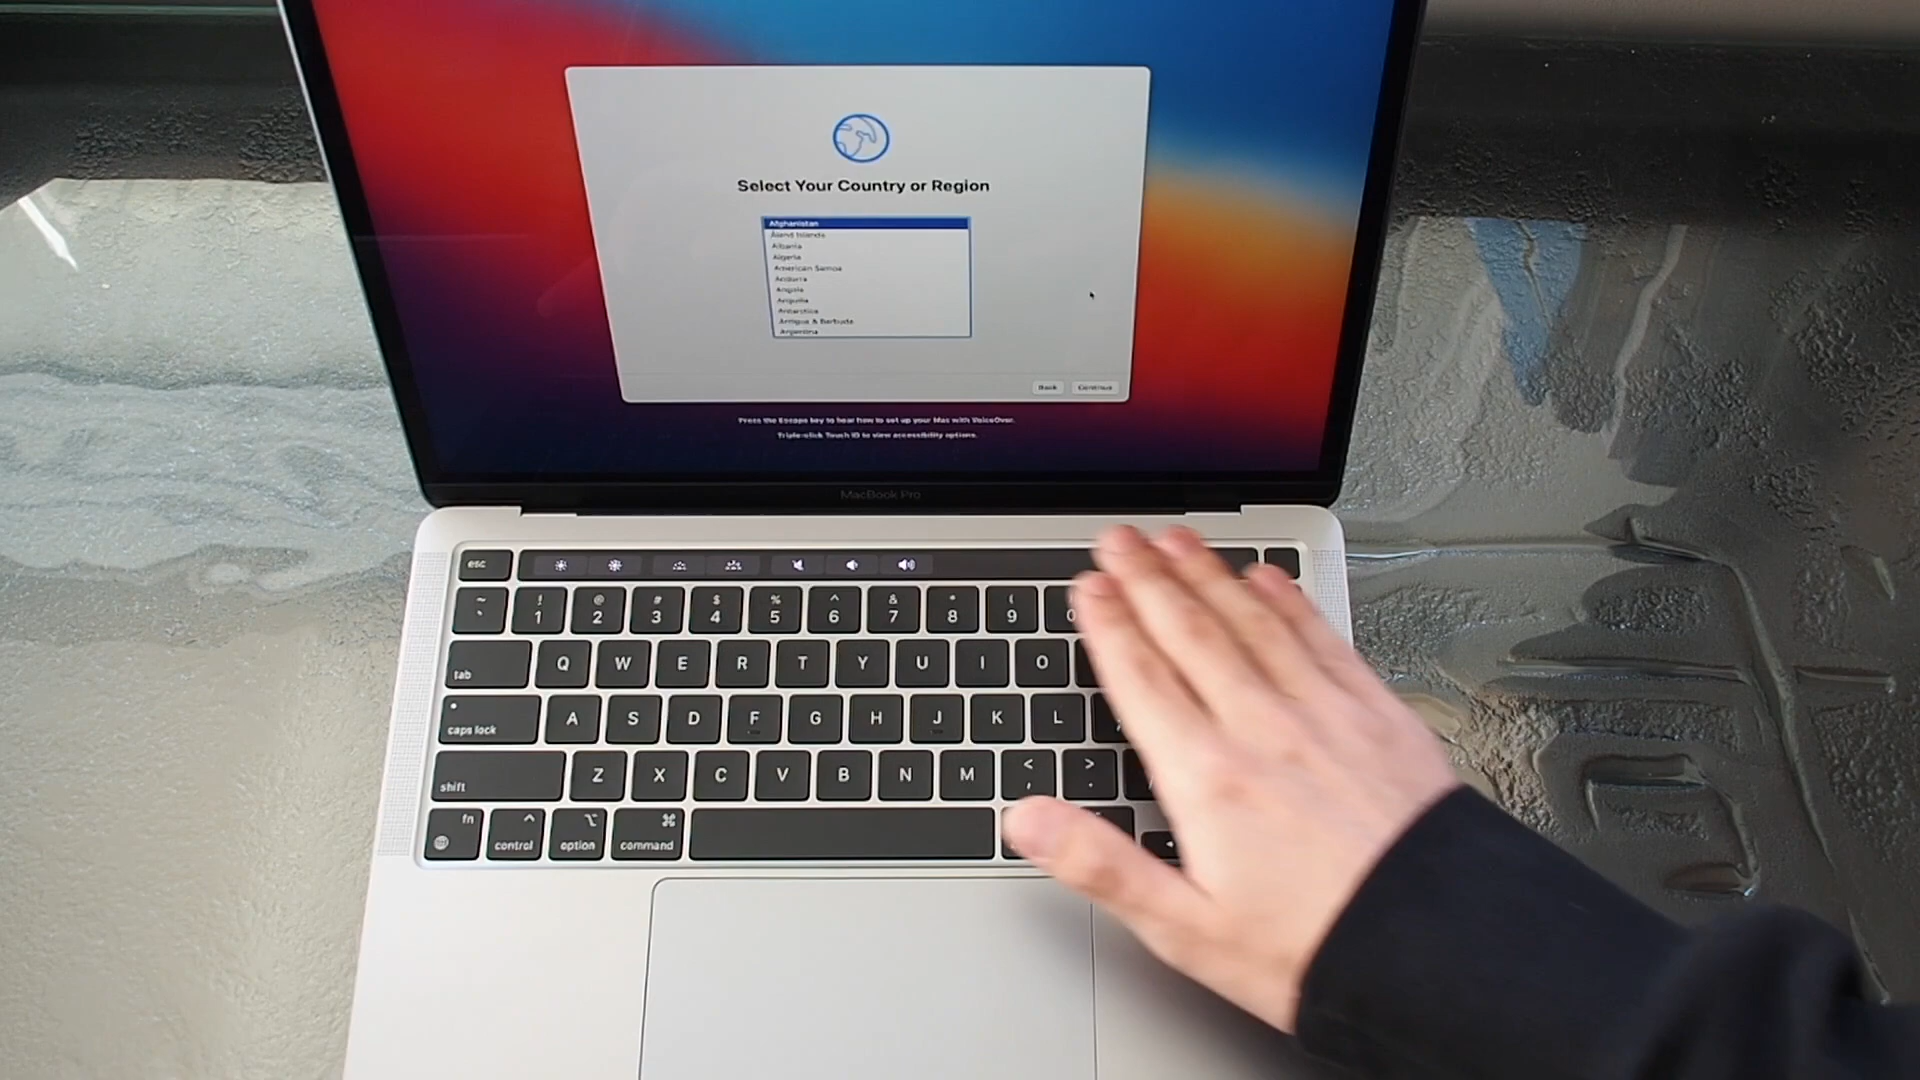 Select Your Country or Region
Afghanistan
Åland Islands
Albania
Algeria
American Samoa
Andorra
Angola
Anguilla
Antarctica
Antigua & Barbuda
Argentina
Back Continue
Press the Escape key to hear how to set up your Mac with VoiceOver.
Triple-click Touch ID to view accessibility options.
MacBook Pro
esc
~ ! @ # $ % ^ & * (
` 1 2 3 4 5 6 7 8 9 0
tab Q W E R T Y U I O
caps lock A S D F G H J K L
shift Z X C V B N M < , > .
fn control option command